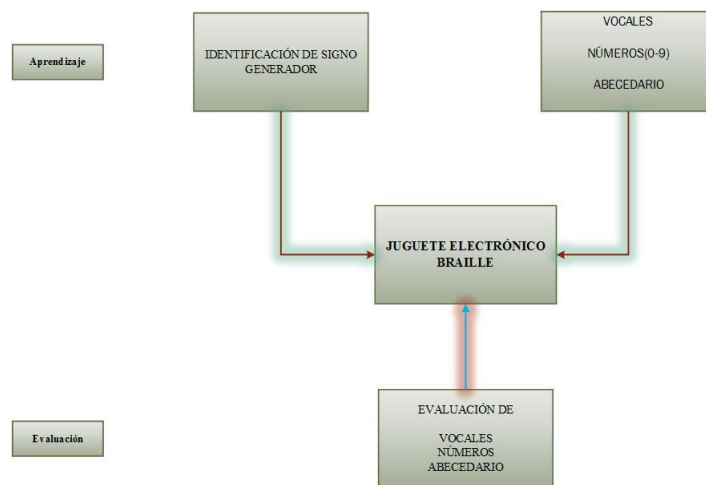 Aprendizaje
IDENTIFICACIÓN DE SIGNO
GENERADOR
VOCALES
NÚMEROS(0-9)
ABECEDARIO
JUGUETE ELECTRÓNICO
BRAILLE
Evaluación
EVALUACIÓN DE
VOCALES
NÚMEROS
ABECEDARIO